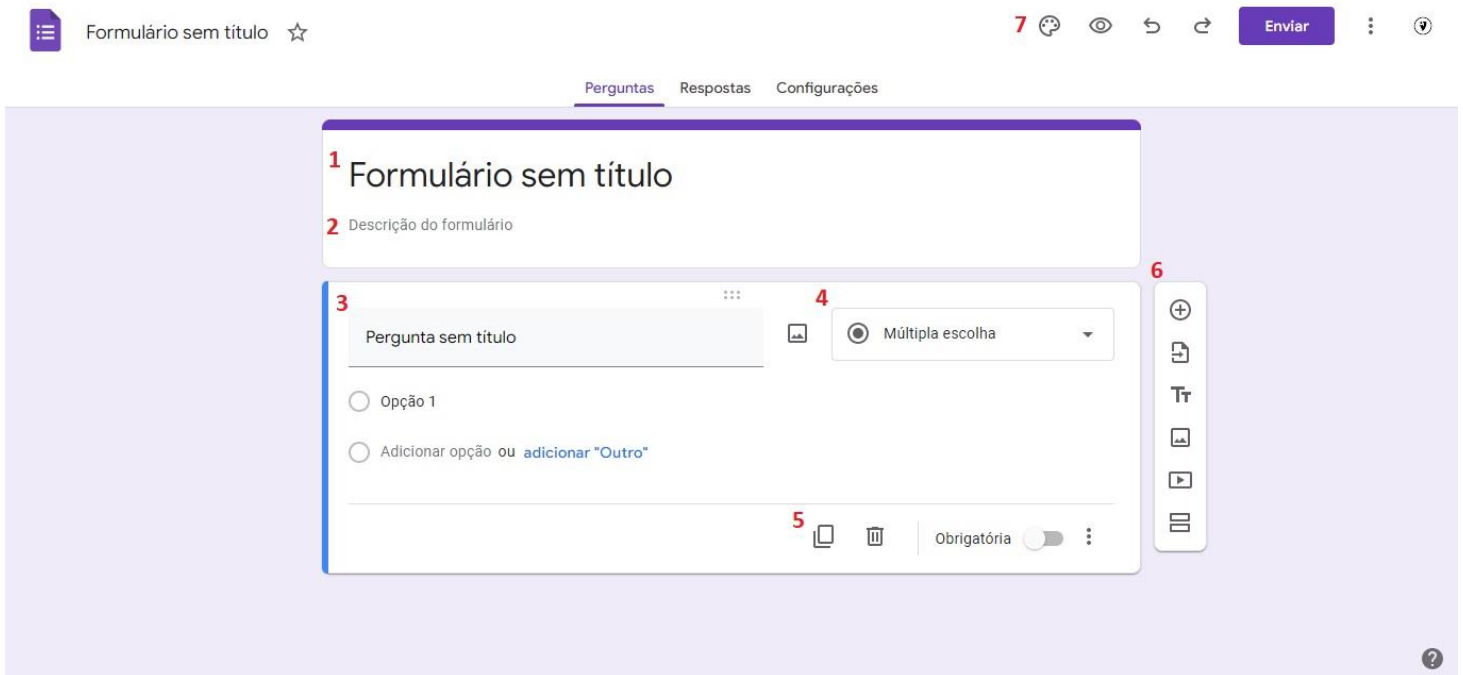 Formulário sem título
7
Enviar
Perguntas Respostas Configurações
1 Formulário sem título
2 Descrição do formulário
6
3
4
Pergunta sem título
Múltipla escolha
Opção 1
Tт
Adicionar opção ou adicionar "Outro"
5
Obrigatória
?